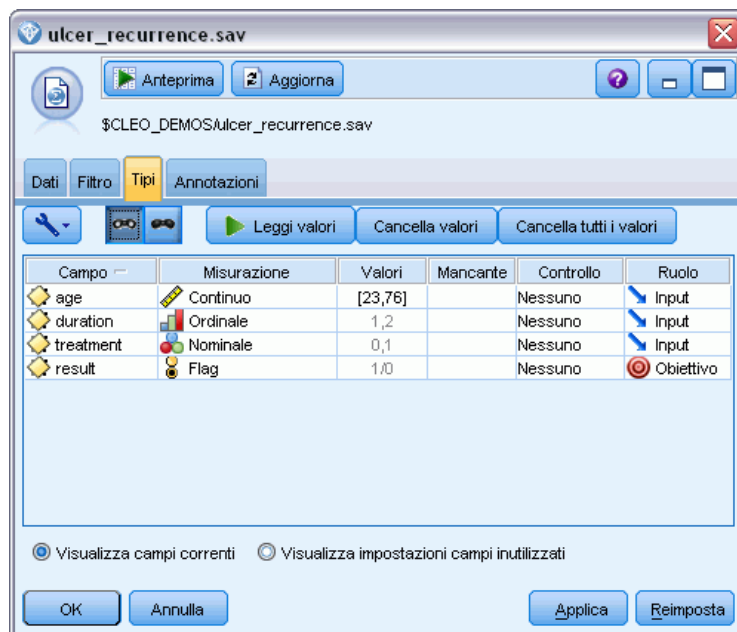 ulcer_recurrence.sav
Anteprima Aggiorna
$CLEO_DEMOS/ulcer_recurrence.sav
Dati Filtro Tipi Annotazioni
Leggi valori Cancella valori Cancella tutti i valori
Campo Misurazione Valori Mancante Controllo Ruolo
age Continuo [23,76] Nessuno Input
duration Ordinale 1,2 Nessuno Input
treatment Nominale 0,1 Nessuno Input
result Flag 1/0 Nessuno Obiettivo
Visualizza campi correnti Visualizza impostazioni campi inutilizzati
OK Annulla Applica Reimposta